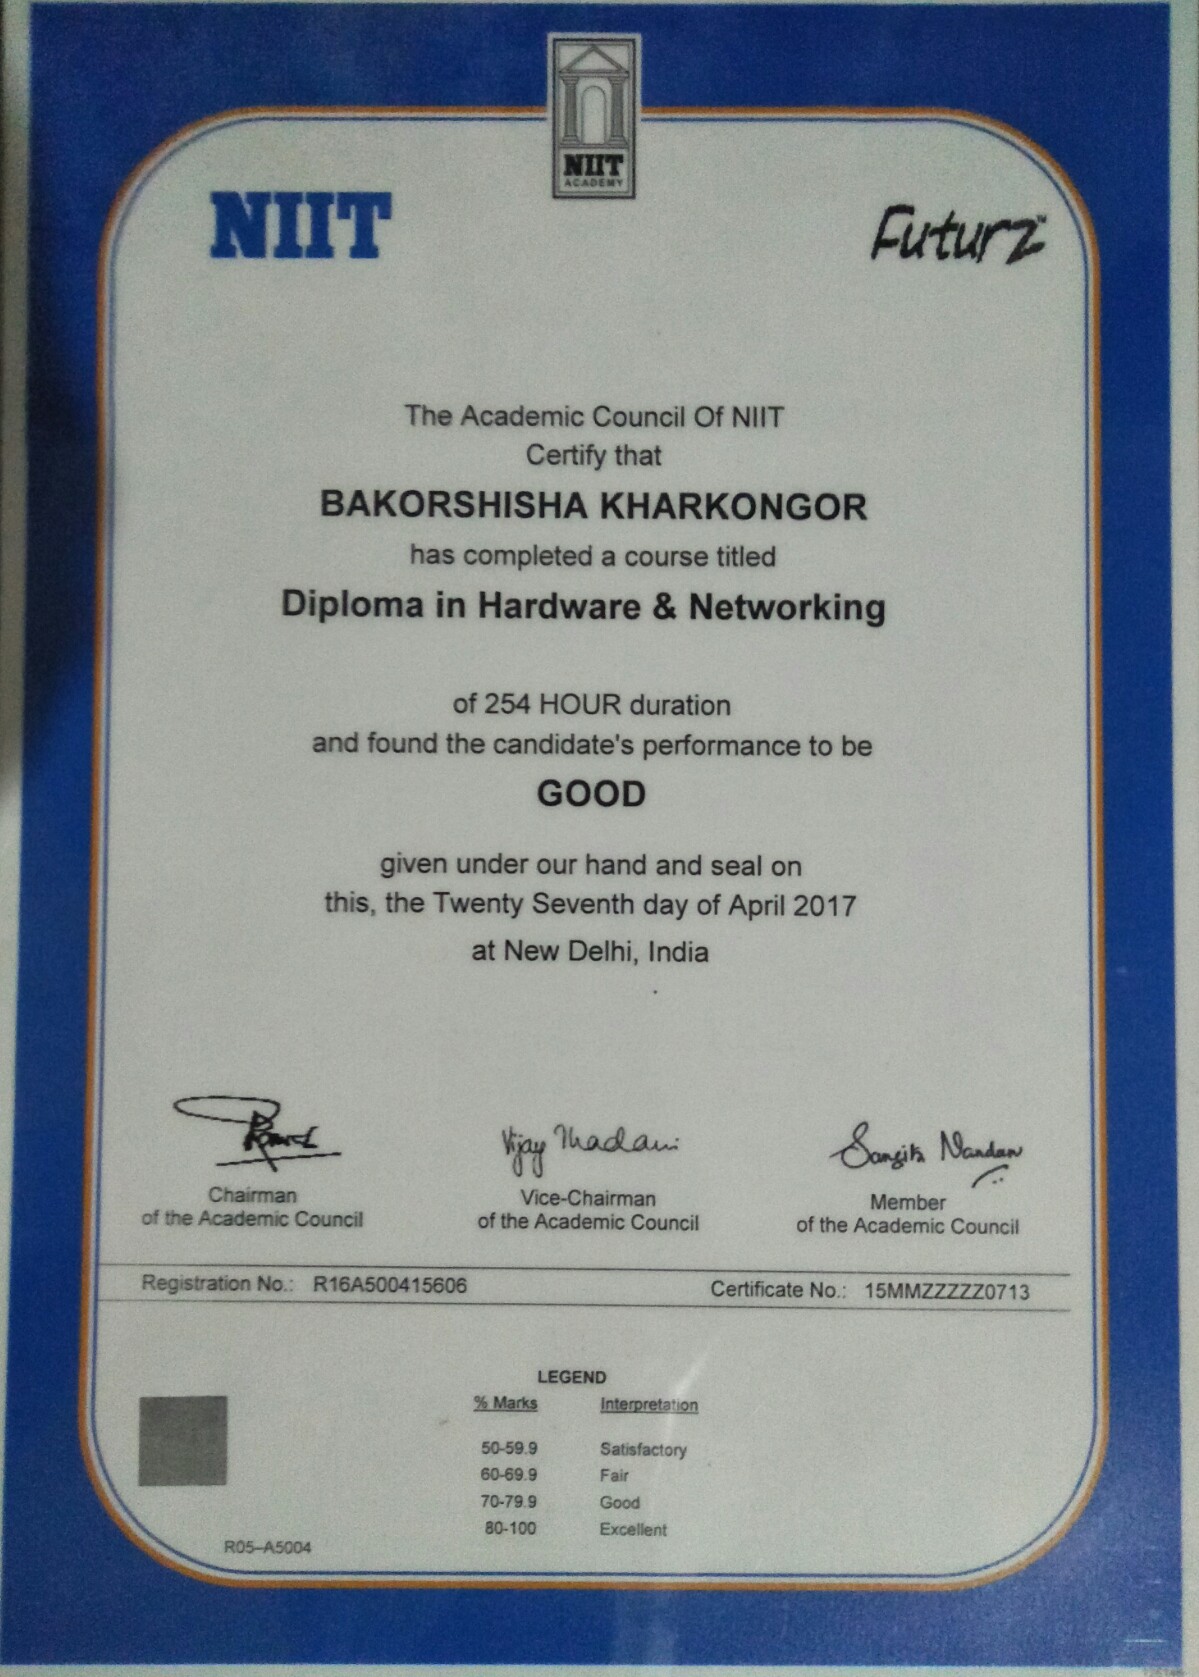 NIIT
ACADEMY
NIIT
Futurz™
The Academic Council Of NIIT
Certify that
BAKORSHISHA KHARKONGOR
has completed a course titled
Diploma in Hardware & Networking
of 254 HOUR duration
and found the candidate's performance to be
GOOD
given under our hand and seal on
this, the Twenty Seventh day of April 2017
at New Delhi, India
Vijay Thadani Sangita Nandan
Chairman Vice-Chairman Member
of the Academic Council of the Academic Council of the Academic Council
Registration No.: R16A500415606 Certificate No.: 15MMZZZZZ0713
LEGEND
% Marks Interpretation
50-59.9 Satisfactory
60-69.9 Fair
70-79.9 Good
80-100 Excellent
R05-A5004